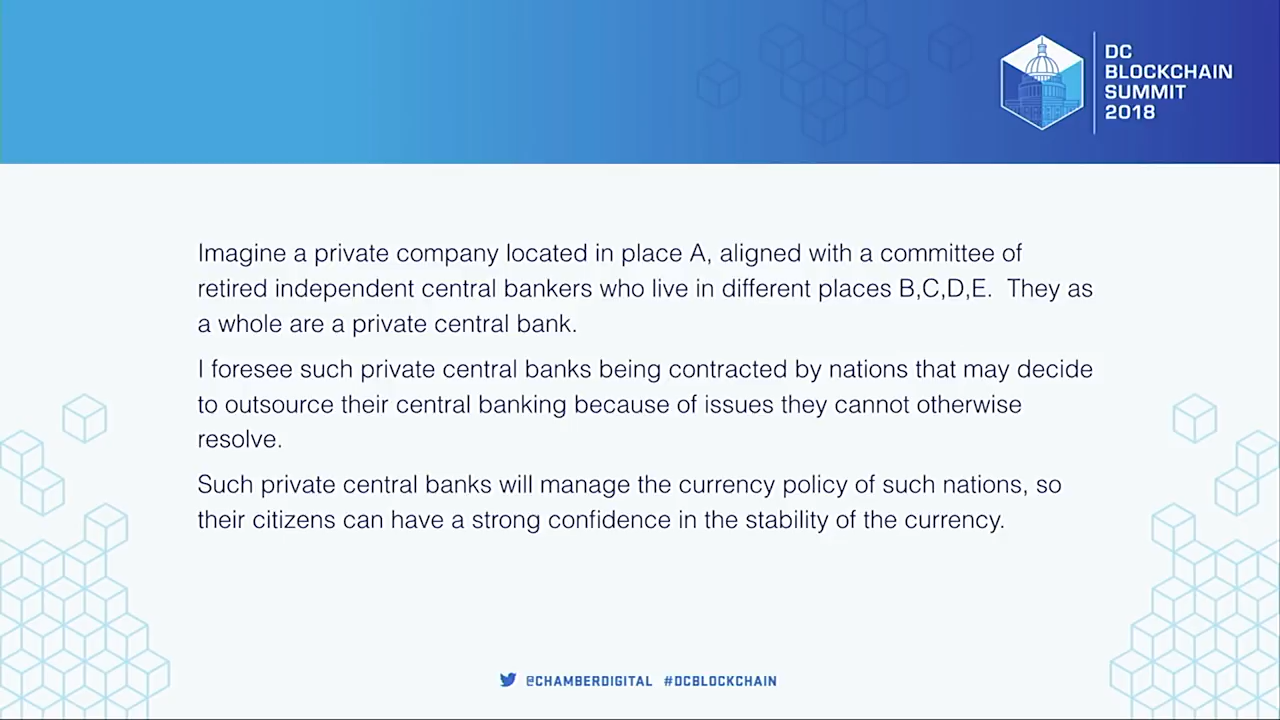 DC
BLOCKCHAIN
SUMMIT
2018
Imagine a private company located in place A, aligned with a committee of
retired independent central bankers who live in different places B,C,D,E. They as
a whole are a private central bank.
I foresee such private central banks being contracted by nations that may decide
to outsource their central banking because of issues they cannot otherwise
resolve.
Such private central banks will manage the currency policy of such nations, so
their citizens can have a strong confidence in the stability of the currency.
@CHAMBERDIGITAL #DCBLOCKCHAIN